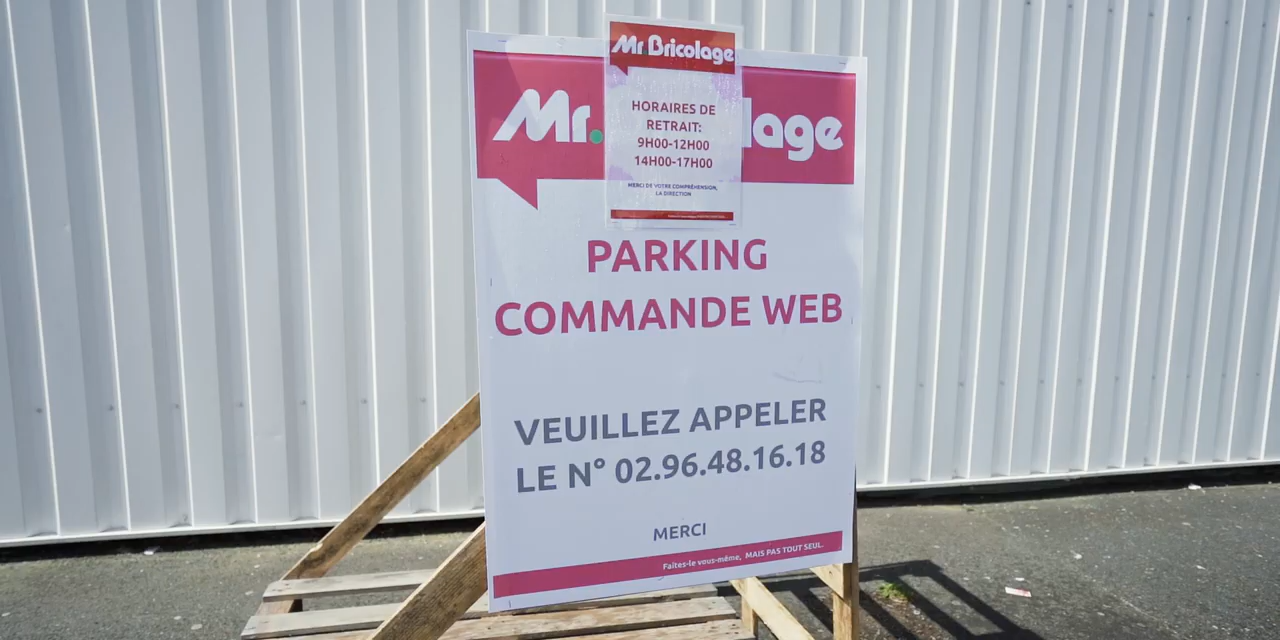 Mr Bricolage
HORAIRES DE
RETRAIT:
9H00-12H00
14H00-17H00
MERCI DE VOTRE COMPRÉHENSION,
LA DIRECTION
Mr. lage
PARKING
COMMANDE WEB
VEUILLEZ APPELER
LE N° 02.96.48.16.18
MERCI
Faites-le vous-même, MAIS PAS TOUT SEUL.